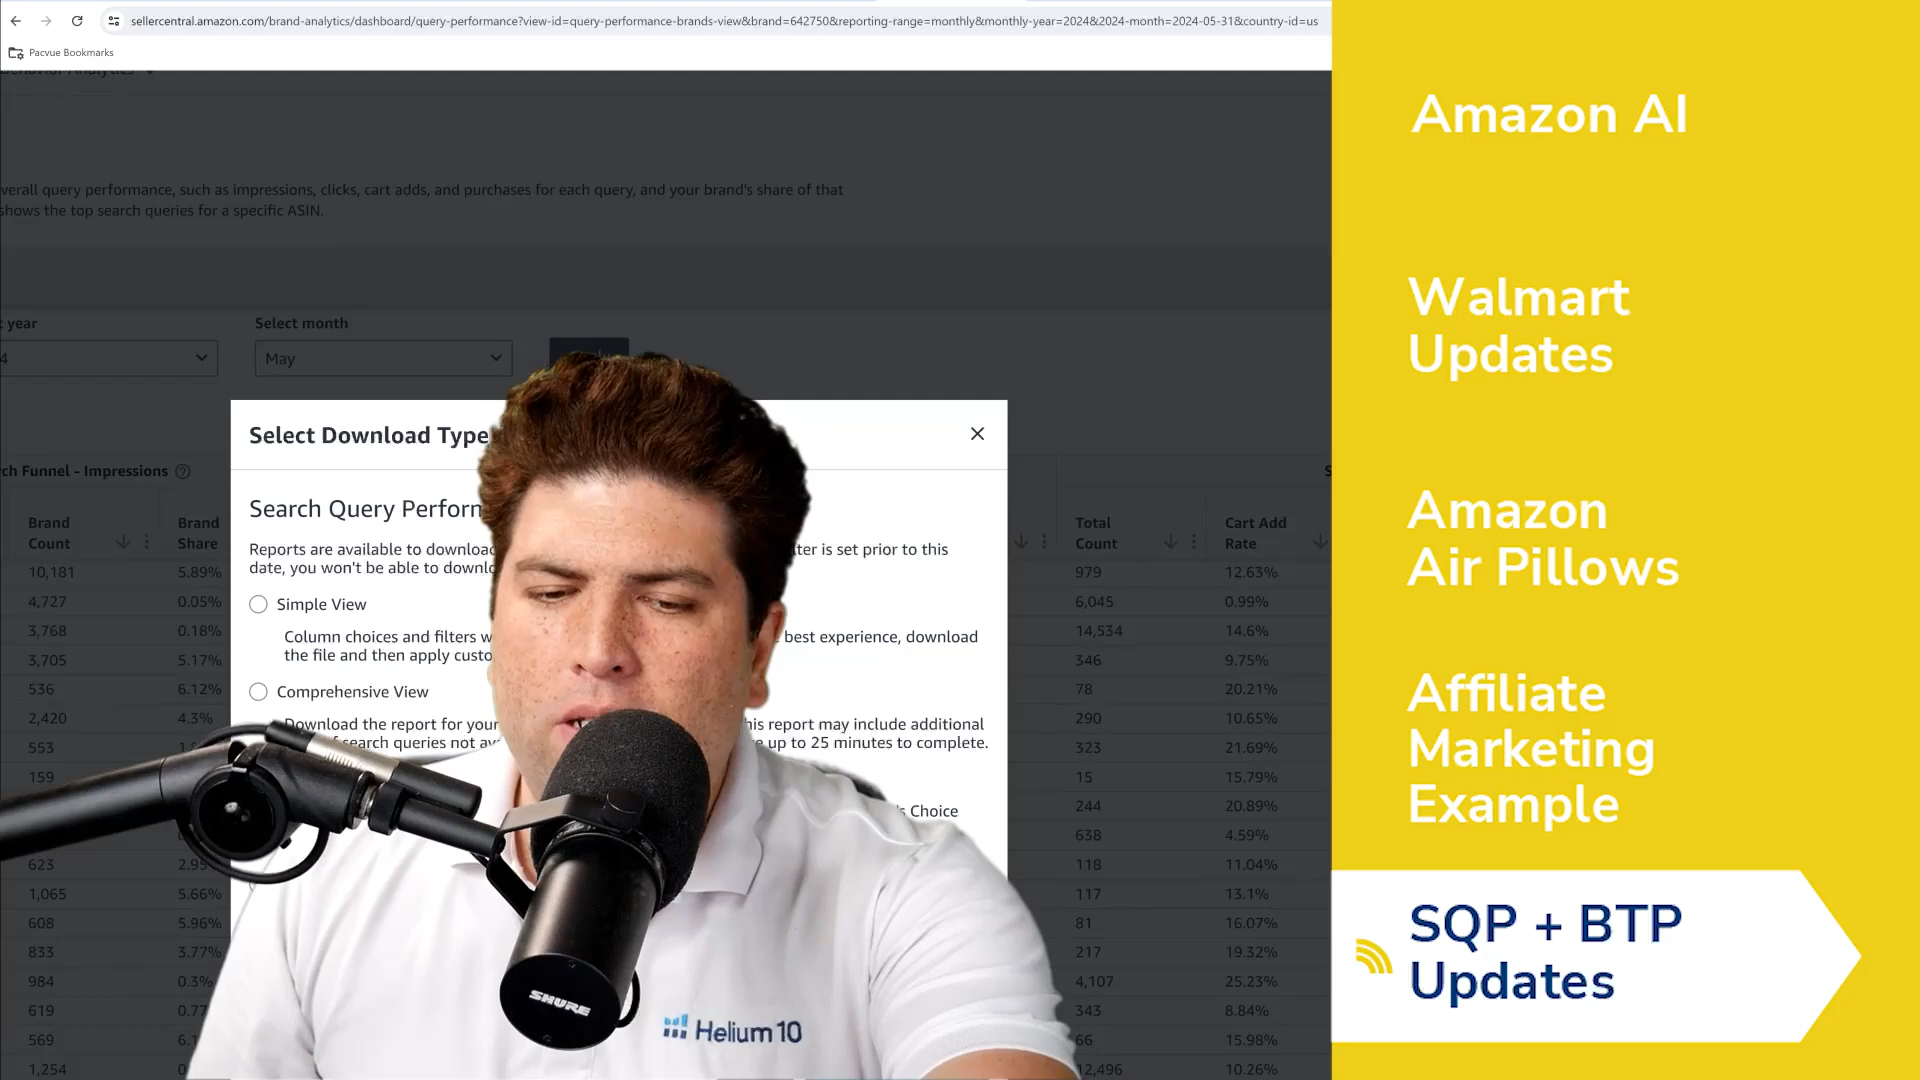 sellercentral.amazon.com/brand-analytics/dashboard/query-performance?view-id=query-performance-brands-view&brand=642750&reporting-range=monthly&monthly-year=2024&2024-month=2024-05-31&country-id=us
Pacvue Bookmarks
Behavior Analytics
verall query performance, such as impressions, clicks, cart adds, and purchases for each query, and your brand's share of that
shows the top search queries for a specific ASIN.
year
Select month
4
May
Select Download Type
ch Funnel - Impressions
S
Search Query Perform
Brand Count
Brand Share
Total Count
Cart Add Rate
Reports are available to download
ter is set prior to this
date, you won't be able to downlo
10,181 5.89% 979 12.63%
4,727 0.05% 6,045 0.99%
Simple View
3,768 0.18% 14,534 14.6%
Column choices and filters w
best experience, download
the file and then apply custo
3,705 5.17% 346 9.75%
536 6.12% 78 20.21%
Comprehensive View
2,420 4.3% 290 10.65%
Download the report for your
his report may include additional
search queries not av
up to 25 minutes to complete.
553 323 21.69%
159 15 15.79%
244 20.89%
's Choice
638 4.59%
623 2.99 118 11.04%
1,065 5.66% 117 13.1%
608 5.96% 81 16.07%
833 3.77% 217 19.32%
984 0.3% 4,107 25.23%
619 0.77 343 8.84%
569 6.1 66 15.98%
1,254 12,496 10.26%
SHURE
Helium 10
Amazon AI
Walmart
Updates
Amazon
Air Pillows
Affiliate
Marketing
Example
SQP + BTP
Updates